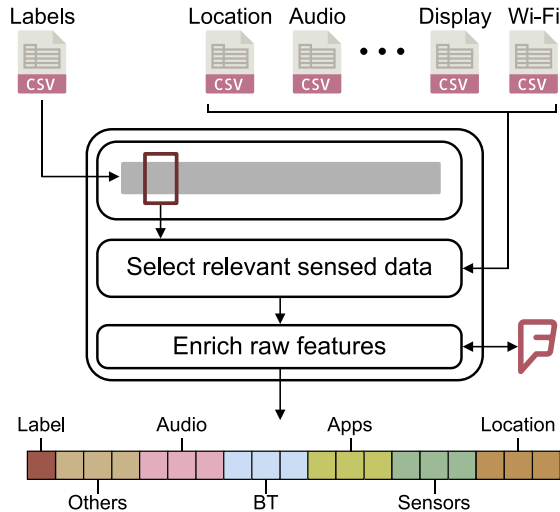 Labels
Location Audio Display Wi-Fi
CSV CSV CSV CSV CSV
Select relevant sensed data
Enrich raw features
Label Audio Apps Location
Others BT Sensors